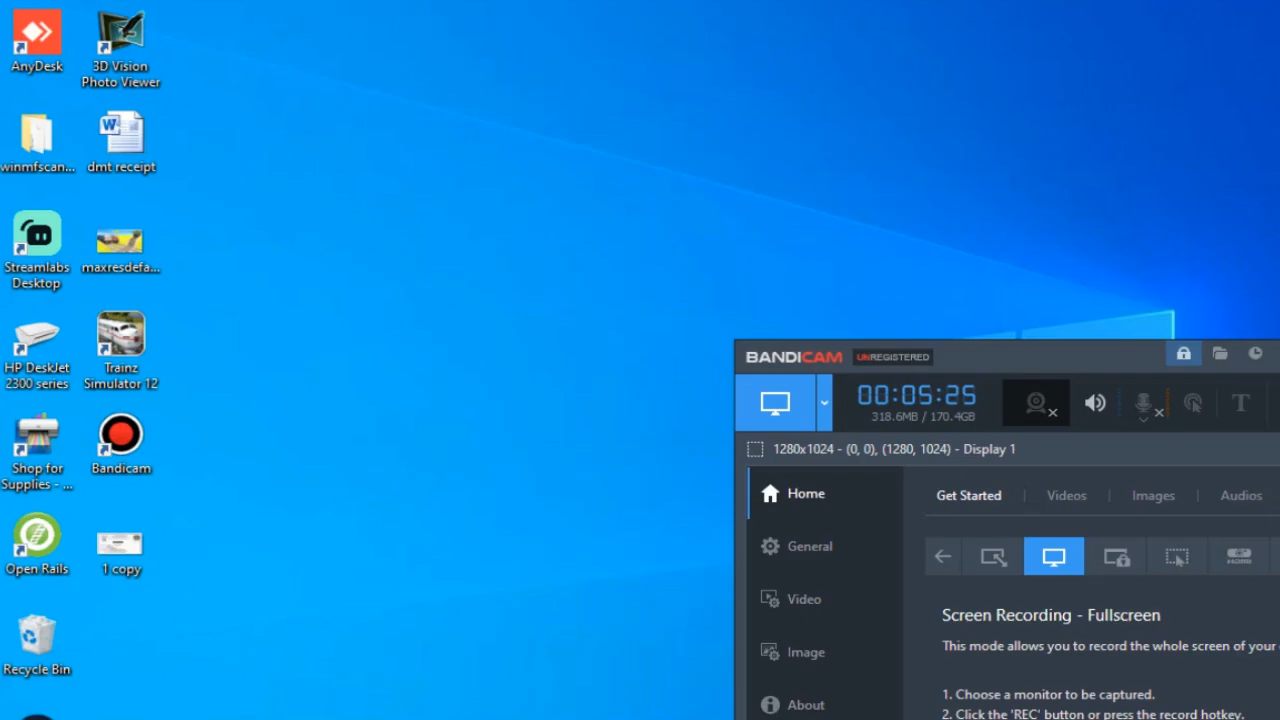 AnyDesk
3D Vision
Photo Viewer
winmfscan...
dmt receipt
Streamlabs
Desktop
maxresdefa...
HP DeskJet
2300 series
Trainz
Simulator 12
Shop for
Supplies - ...
Bandicam
Open Rails
1 copy
Recycle Bin
BANDICAM UNREGISTERED
00:05:25
318.6MB / 170.4GB
1280x1024 - (0, 0), (1280, 1024) - Display 1
Home
General
Video
Image
About
Get Started
Videos
Images
Audios
HDMI
Screen Recording - Fullscreen
This mode allows you to record the whole screen of your
1. Choose a monitor to be captured.
2. Click the 'REC' button or press the record hotkey.